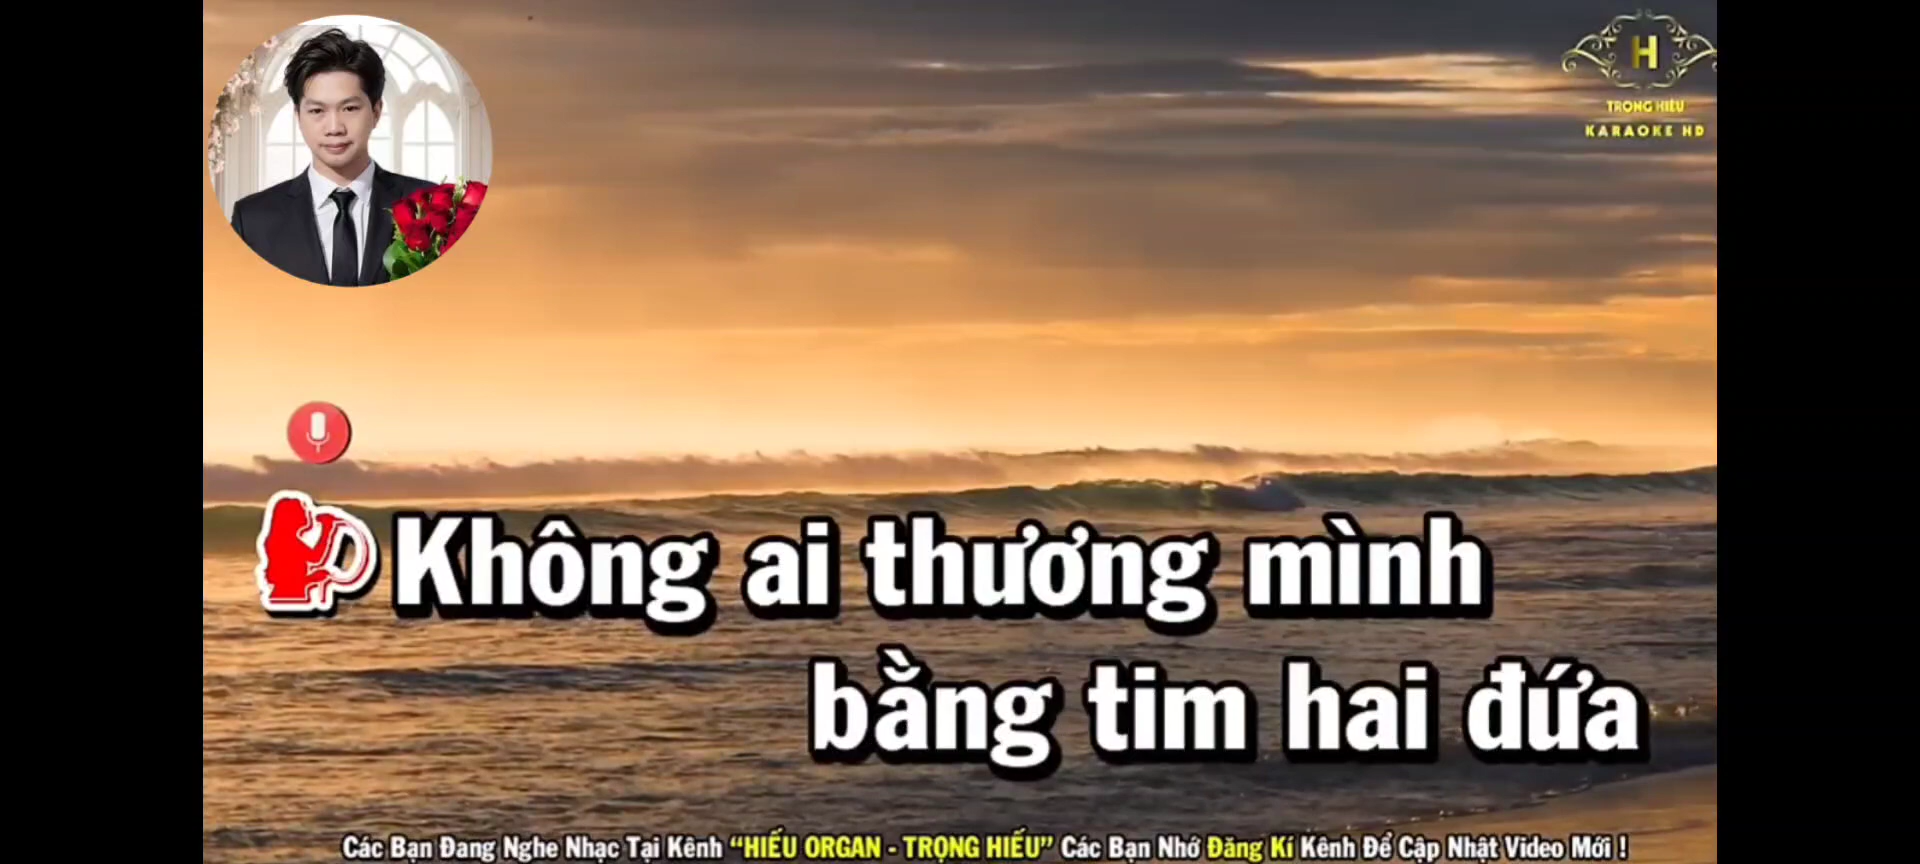 H
TRỌNG HIẾU
KARAOKE HD
Không ai thương mình
bằng tim hai đứa
Các Bạn Đang Nghe Nhạc Tại Kênh “HIẾU ORGAN - TRỌNG HIẾU” Các Bạn Nhớ Đăng Kí Kênh Để Cập Nhật Video Mới !